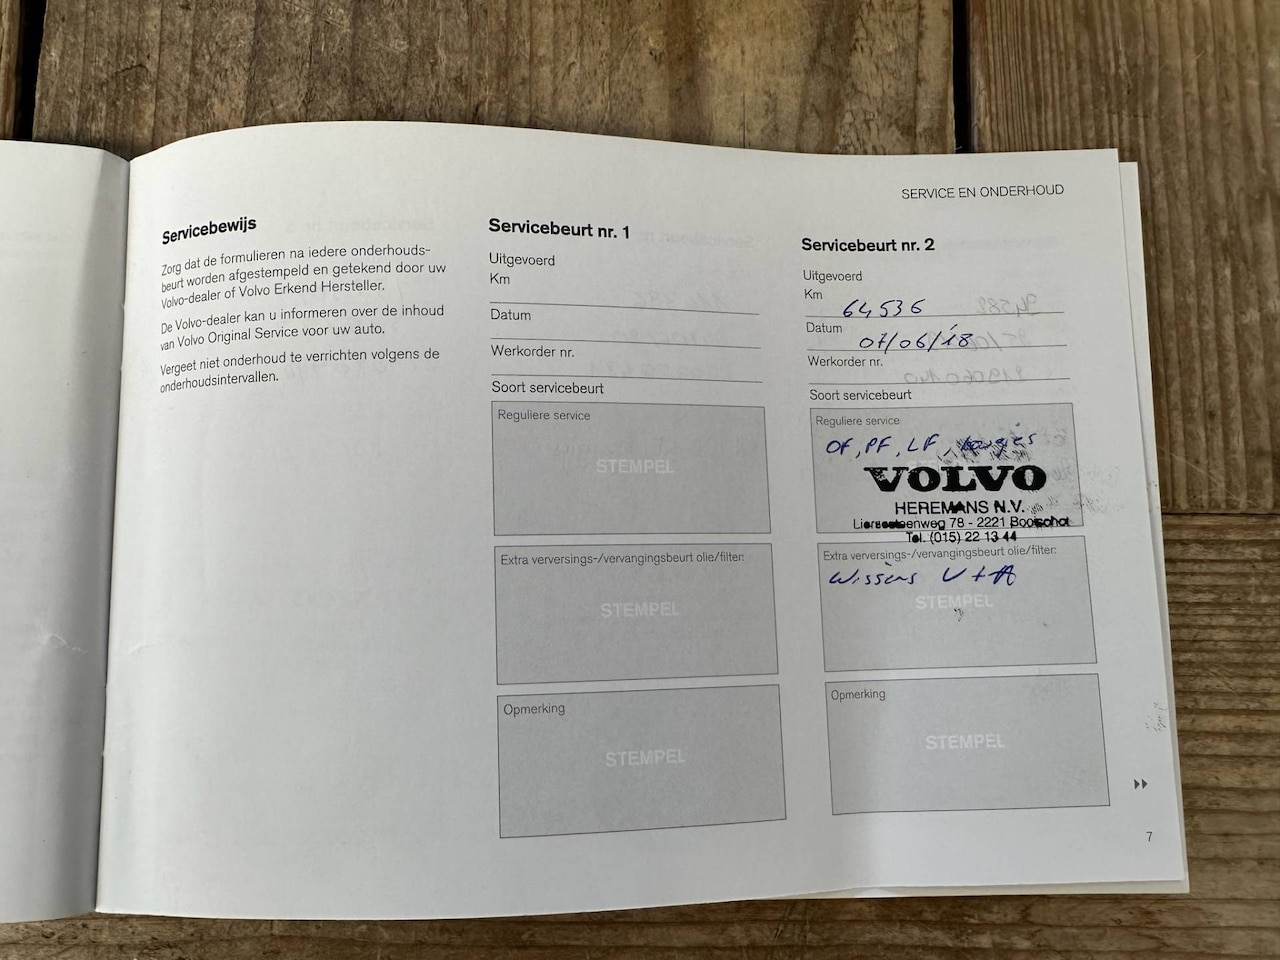 SERVICE EN ONDERHOUD
Servicebewijs
Zorg dat de formulieren na iedere onderhouds-
beurt worden afgestempeld en getekend door uw
Volvo-dealer of Volvo Erkend Hersteller.
De Volvo-dealer kan u informeren over de inhoud
van Volvo Original Service voor uw auto.
Vergeet niet onderhoud te verrichten volgens de
onderhoudsintervallen.
Servicebeurt nr. 1
Uitgevoerd
Km
Datum
Werkorder nr.
Soort servicebeurt
Reguliere service
STEMPEL
Extra verversings-/vervangingsbeurt olie/filter:
STEMPEL
Opmerking
STEMPEL
Servicebeurt nr. 2
Uitgevoerd
Km
64536
Datum
07/06/'18
Werkorder nr.
Soort servicebeurt
Reguliere service
OF, PF, LF, bougies
VOLVO
HEREMANS N.V.
78 - 2221 Booischot
Tel. (015) 22 13 44
Extra verversings-/vervangingsbeurt olie/filter:
Wissers V+A
STEMPEL
Opmerking
STEMPEL
7